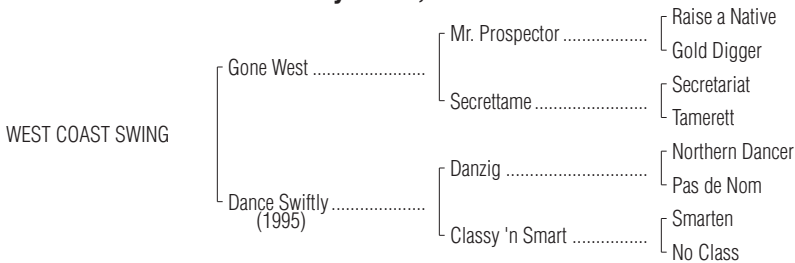 Raise a Native
Mr. Prospector ..................
Gold Digger
Gone West ........................
Secretariat
Secrettame ........................
Tamerett
WEST COAST SWING
Northern Dancer
Danzig ..............................
Pas de Nom
Dance Swiftly ....................
(1995)
Smarten
Classy 'n Smart ................
No Class